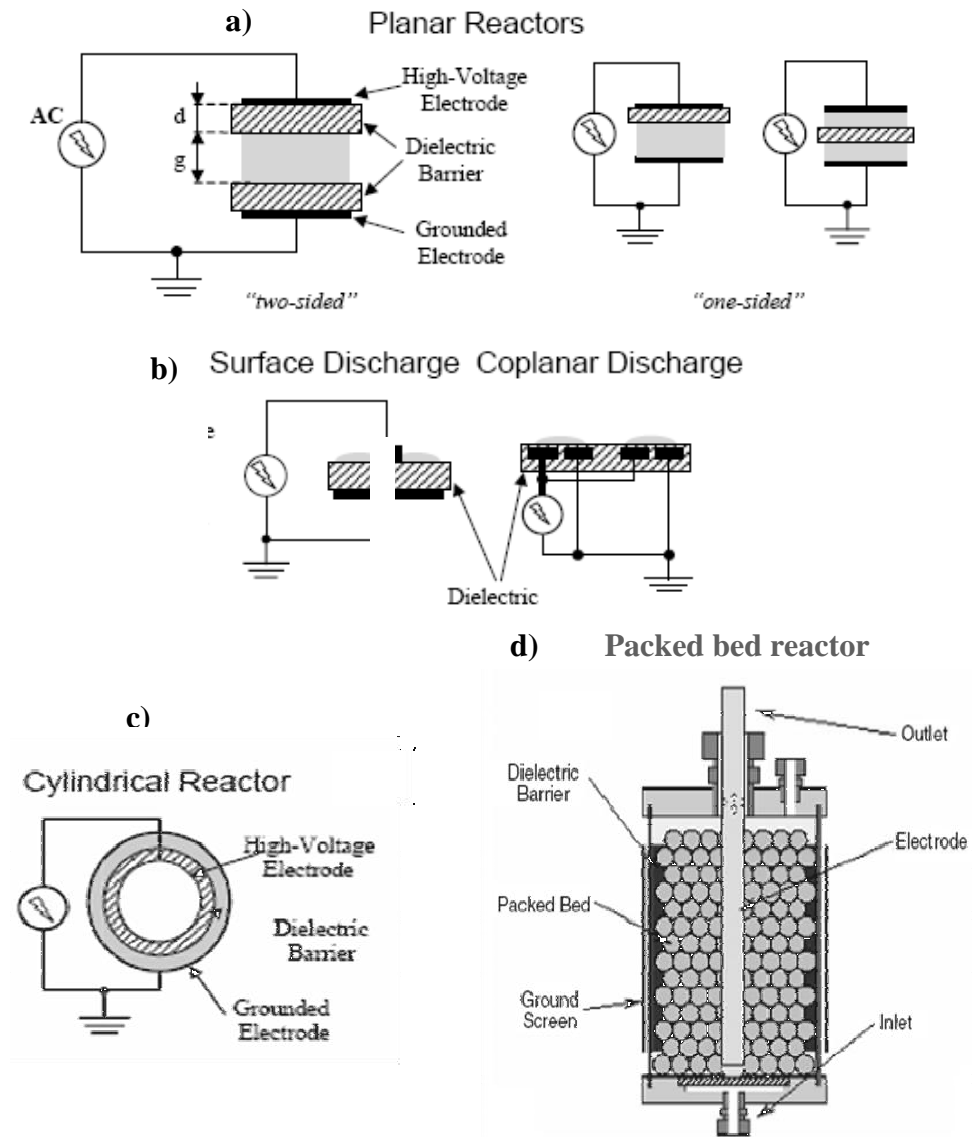 a)
Planar Reactors
AC
d
g
High-Voltage
Electrode
Dielectric
Barrier
Grounded
Electrode
"two-sided"
"one-sided"
b)
Surface Discharge
Coplanar Discharge
e
Dielectric
c)
Cylindrical Reactor
High-Voltage
Electrode
Dielectric
Barrier
Grounded
Electrode
d)
Packed bed reactor
Outlet
Dielectric
Barrier
Electrode
Packed Bed
Ground
Screen
Inlet